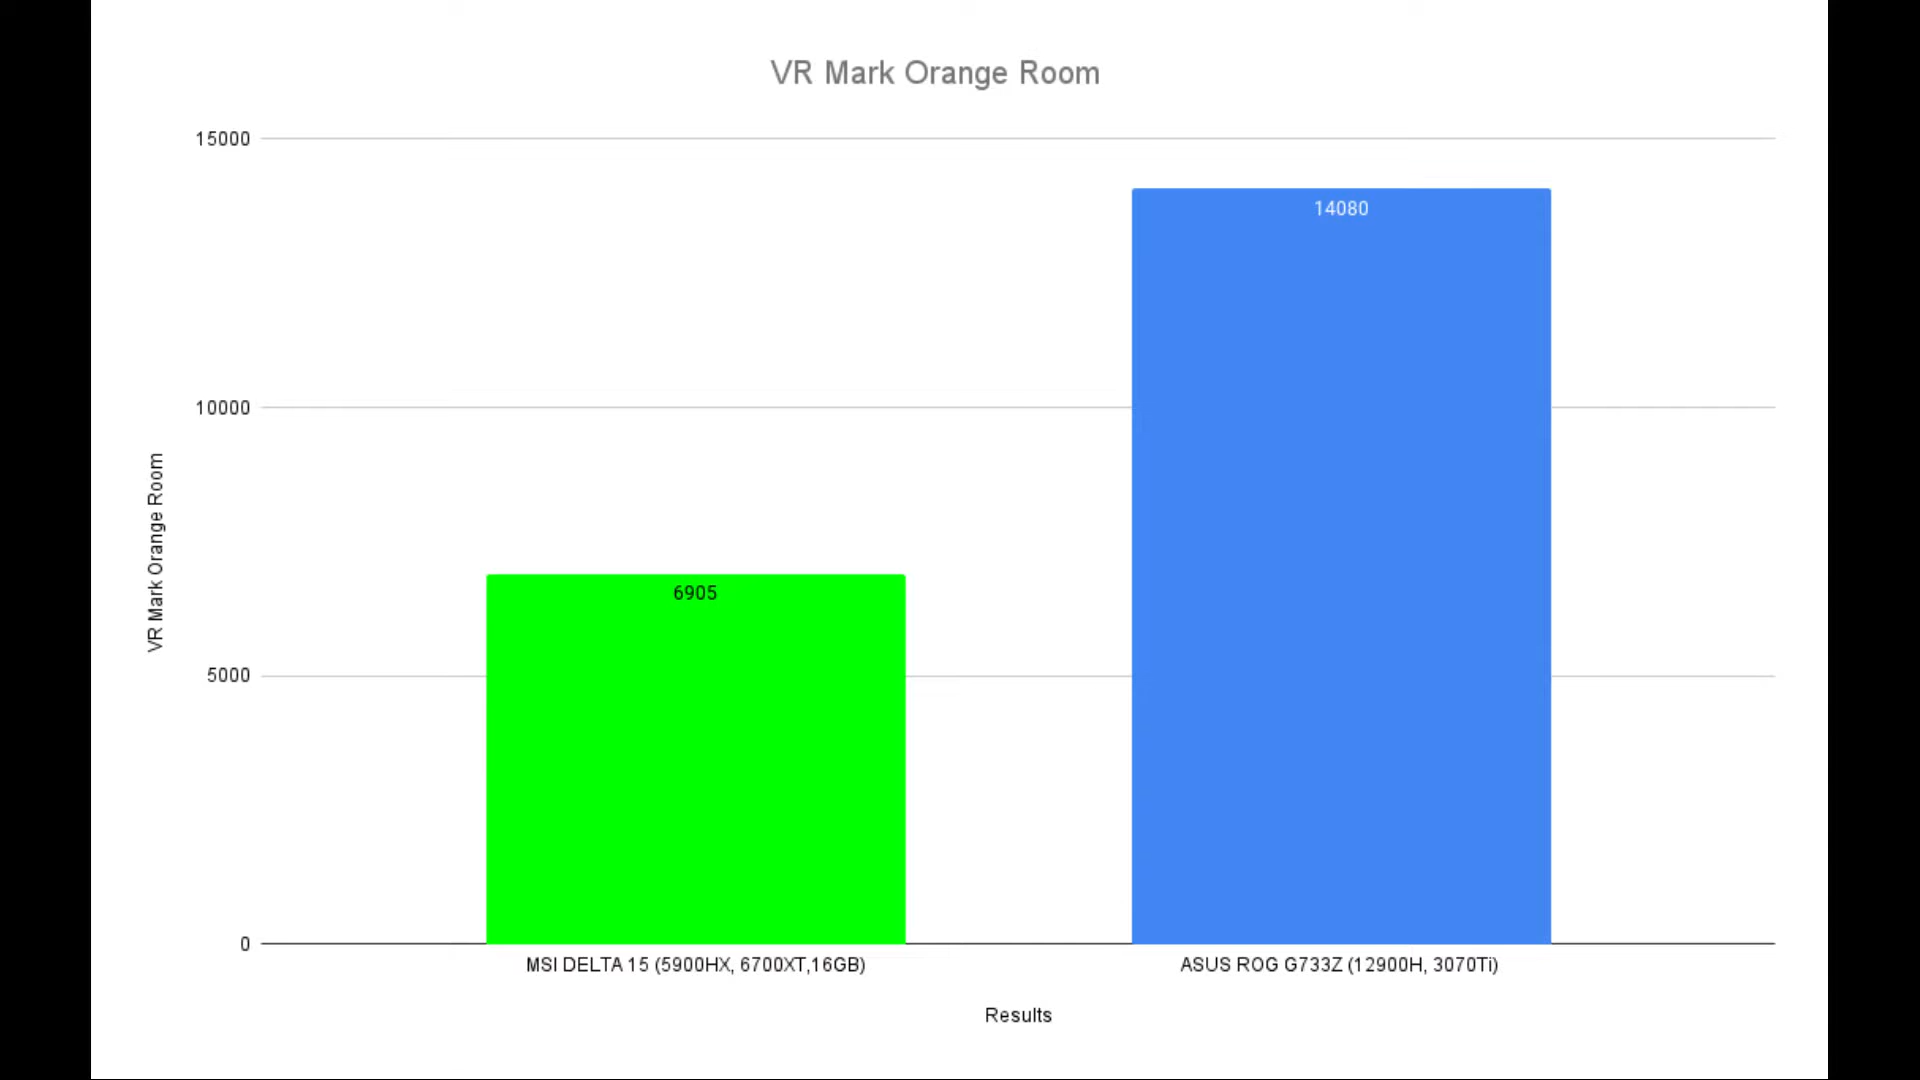 VR Mark Orange Room
15000
14080
10000
VR Mark Orange Room
6905
5000
0
MSI DELTA 15 (5900HX, 6700XT,16GB)
ASUS ROG G733Z (12900H, 3070Ti)
Results